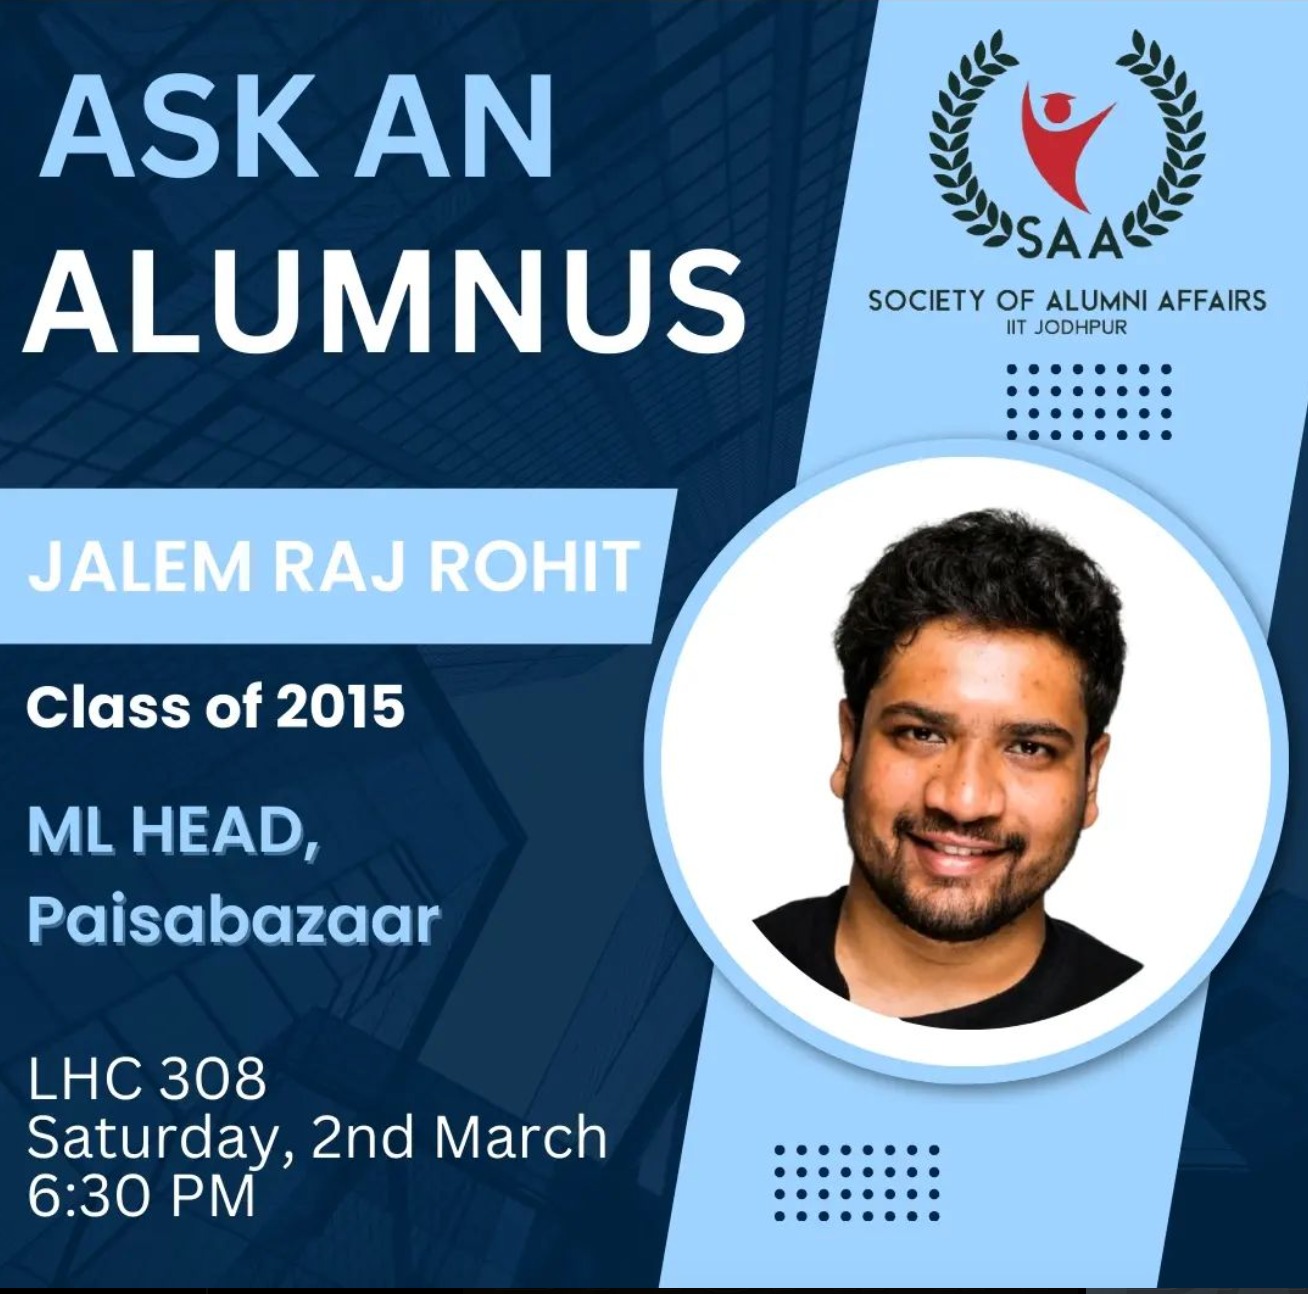 ASK AN
ALUMNUS
SAA
SOCIETY OF ALUMNI AFFAIRS
IIT JODHPUR
JALEM RAJ ROHIT
Class of 2015
ML HEAD,
Paisabazaar
LHC 308
Saturday, 2nd March
6:30 PM